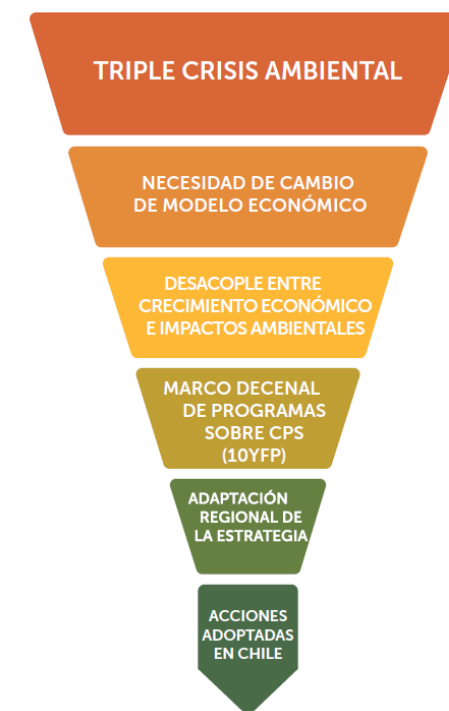 TRIPLE CRISIS AMBIENTAL
NECESIDAD DE CAMBIO
DE MODELO ECONÓMICO
DESACOPLE ENTRE
CRECIMIENTO ECONÓMICO
E IMPACTOS AMBIENTALES
MARCO DECENAL
DE PROGRAMAS
SOBRE CPS
(10YFP)
ADAPTACIÓN
REGIONAL DE
LA ESTRATEGIA
ACCIONES
ADOPTADAS
EN CHILE